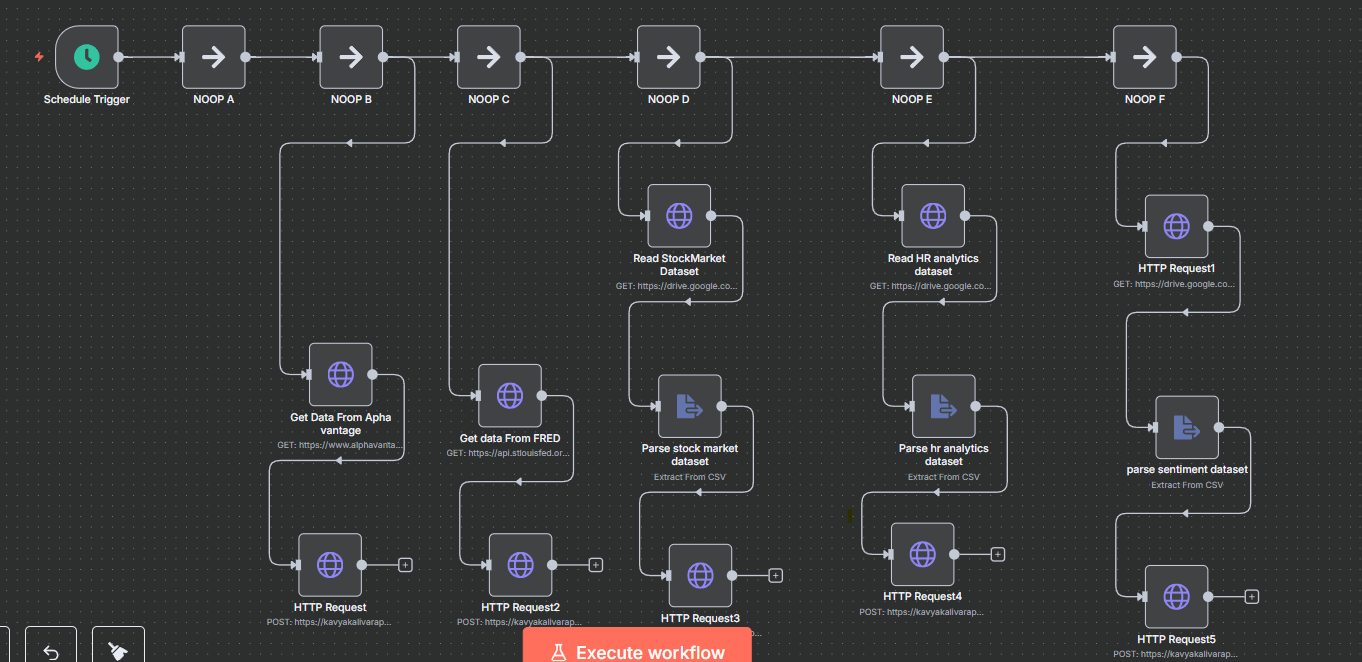 Schedule Trigger
NOOP A
NOOP B
NOOP C
NOOP D
NOOP E
NOOP F
Read StockMarket
Dataset
GET: https://drive.google.co...
Read HR analytics
dataset
GET: https://drive.google.co...
HTTP Request1
GET: https://drive.google.co...
Get Data From Apha
vantage
GET: https://www.alphavanta...
Get data From FRED
GET: https://api.stlouisfed.or...
Parse stock market
dataset
Extract From CSV
Parse hr analytics
dataset
Extract From CSV
parse sentiment dataset
Extract From CSV
HTTP Request
POST: https://kavyakalivarap...
HTTP Request2
POST: https://kavyakalivarap...
HTTP Request3
HTTP Request4
POST: https://kavyakalivarap...
HTTP Request5
POST: https://kavyakalivarap...
Execute workflow